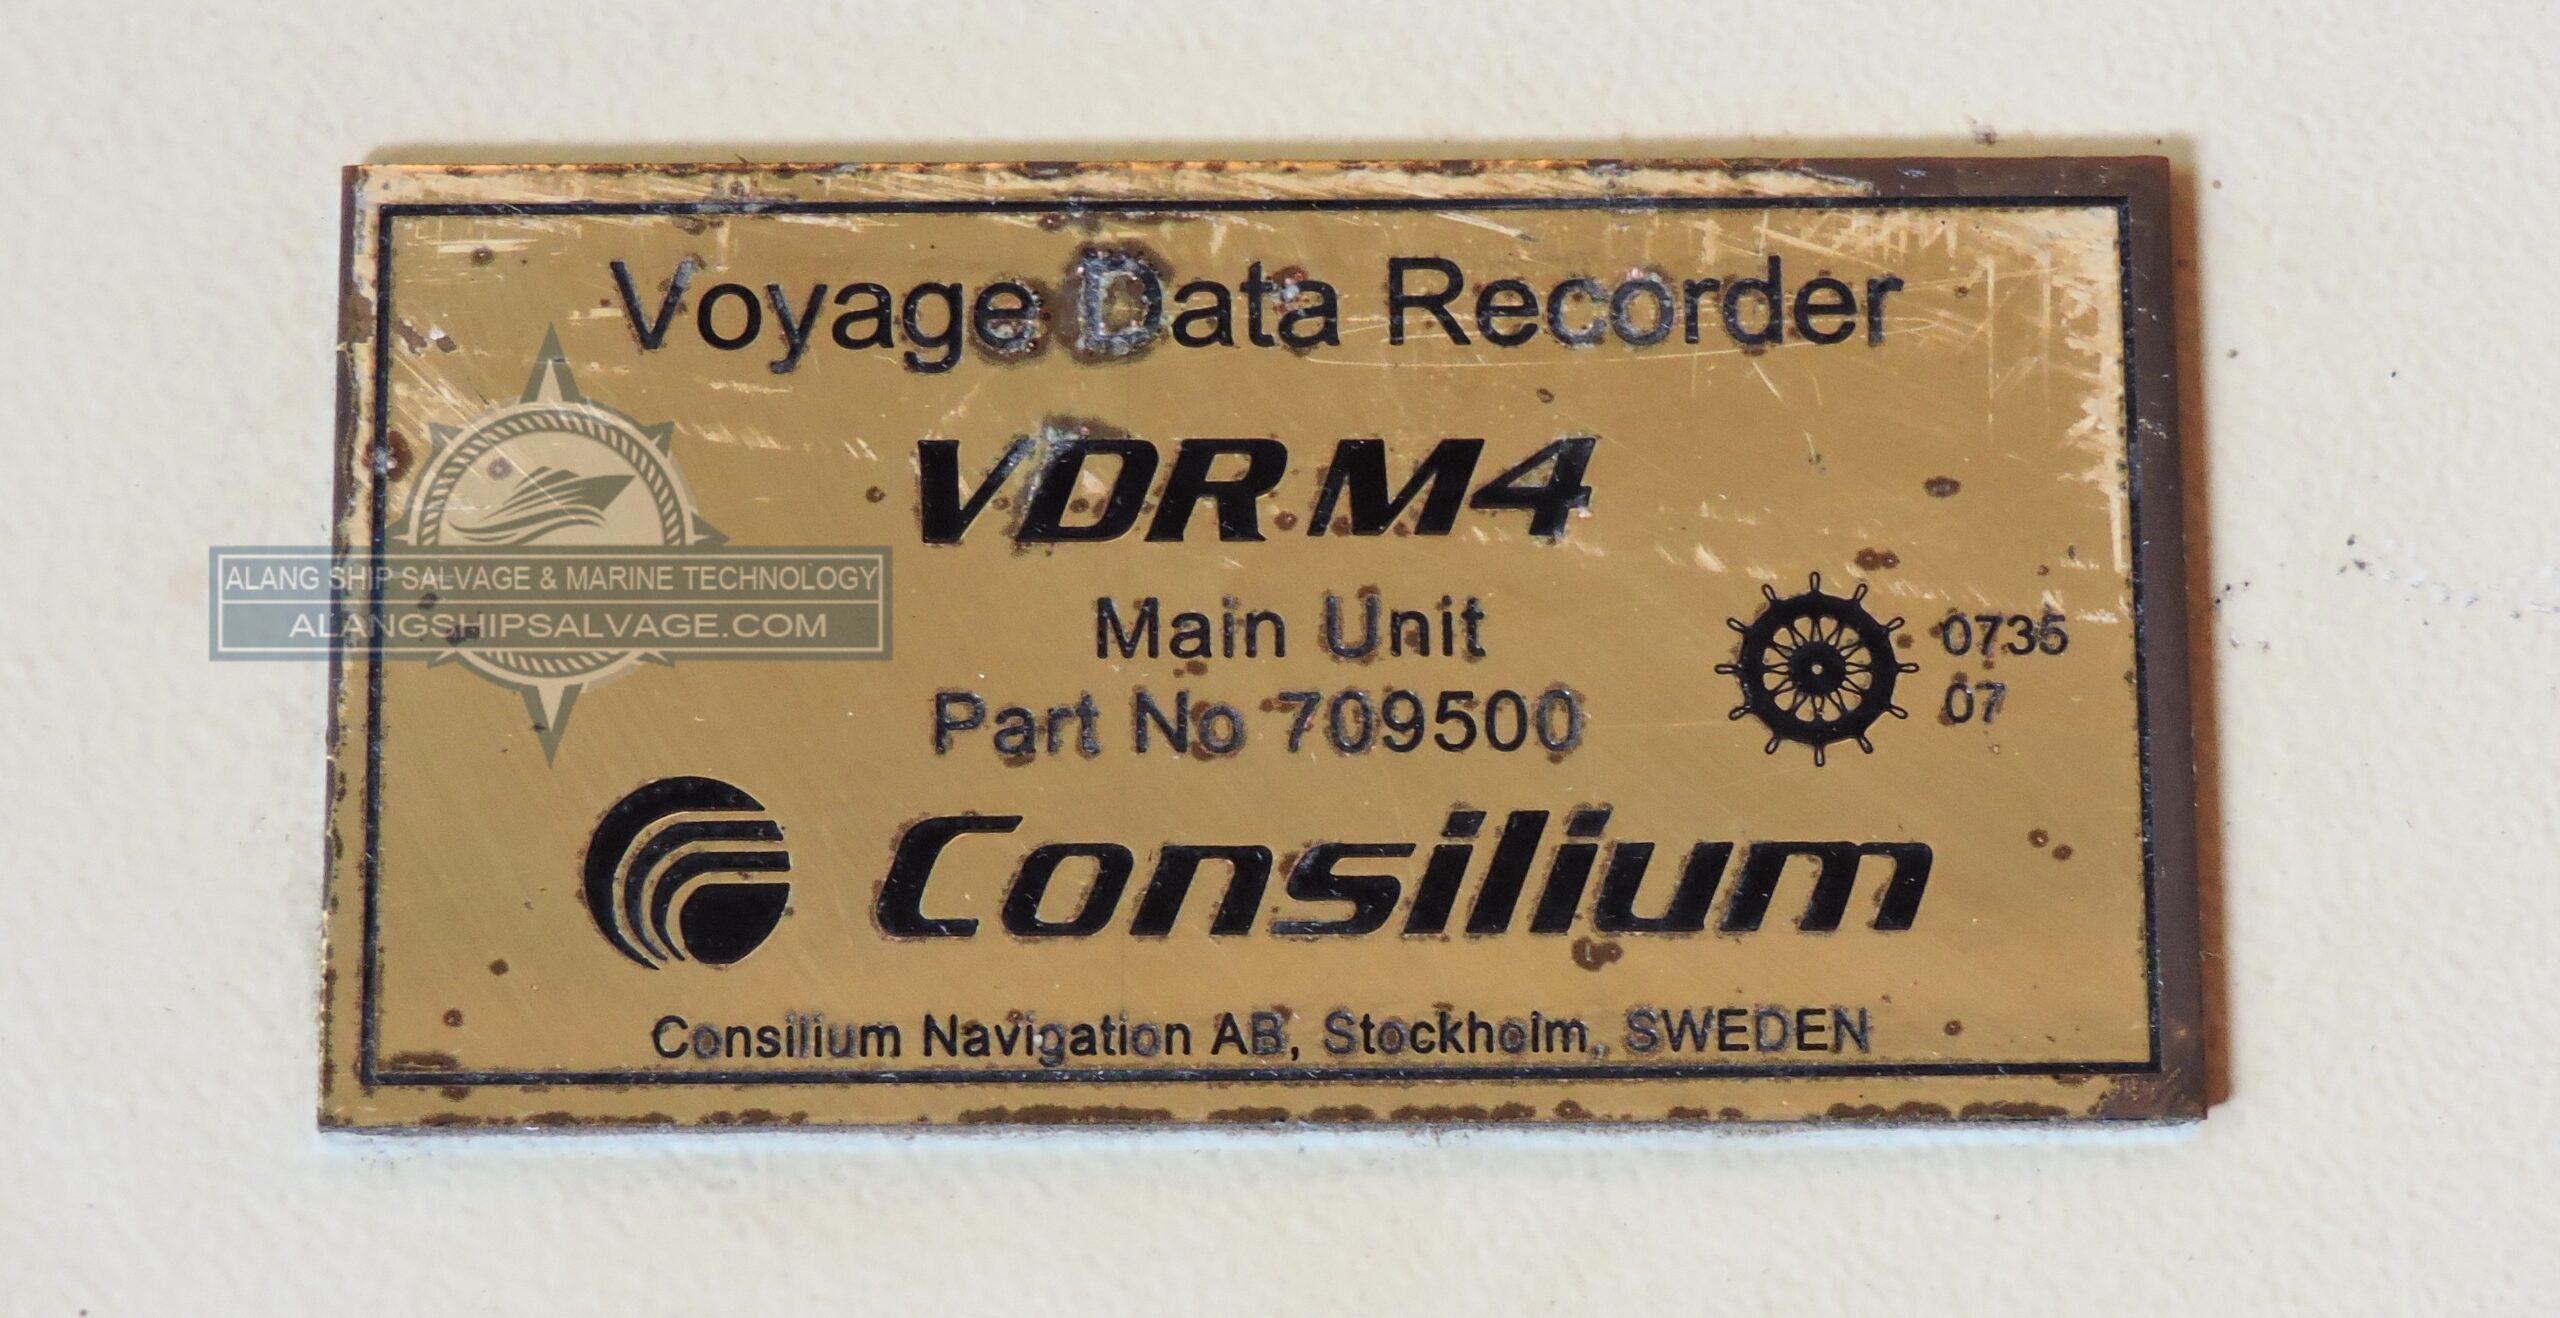 Voyage Data Recorder
VDR M4
ALANG SHIP SALVAGE & MARINE TECHNOLOGY
ALANGSHIPSALVAGE.COM
Main Unit
0735
07
Part No 709500
Consilium
Consilium Navigation AB, Stockholm, SWEDEN